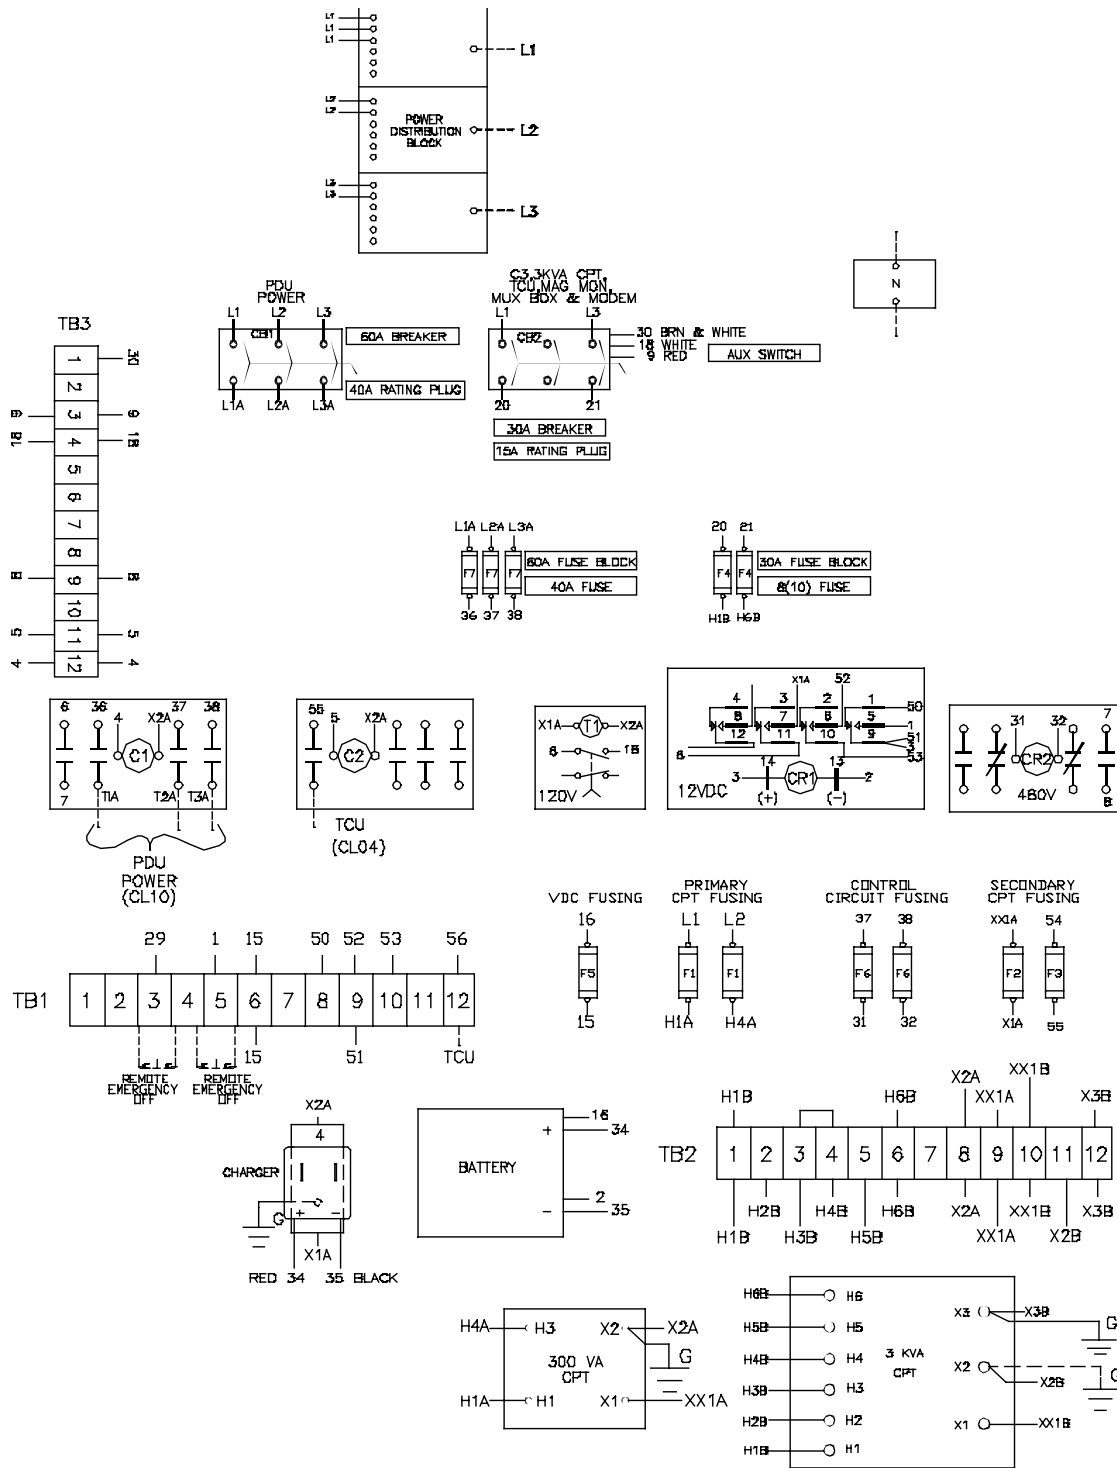 L1
L1
L1
L1
L2
L2
POWER
DISTRIBUTION
BLOCK
L2
L3
L3
L3
N
PDU
POWER
L1 L2 L3
CB1
60A BREAKER
40A RATING PLUG
L1A L2A L3A
C3,3KVA CPT,
TCU,MAG MON,
MUX BOX & MODEM
L1 L3
CB2
30 BRN & WHITE
18 WHITE
9 RED
AUX SWITCH
20 21
30A BREAKER
15A RATING PLUG
TB3
1 30
2
9 3 9
18 4 18
5
6
7
8
8 9 8
10
5 11 5
4 12 4
L1A L2A L3A
F7 F7 F7
60A FUSE BLOCK
40A FUSE
36 37 38
20 21
F4 F4
30A FUSE BLOCK
8(10) FUSE
H1B H6B
6 36 4 X2A 37 38
C1
7 T1A T2A T3A
PDU
POWER
(CL10)
55 5 X2A
C2
TCU
(CL04)
X1A T1 X2A
6 15
120V
X1A 52
4 3 2 1 50
8 7 6 5 1
12 11 10 9 51
3
6 53
14 13
3 CR1 2
12VDC (+) (-)
31 32 7
CR2
480V 8
VDC FUSING
16
F5
15
PRIMARY
CPT FUSING
L1 L2
F1 F1
H1A H4A
CONTROL
CIRCUIT FUSING
37 38
F6 F6
31 32
SECONDARY
CPT FUSING
XX1A 54
F2 F3
X1A 55
29 1 15 50 52 53 56
TB1 1 2 3 4 5 6 7 8 9 10 11 12
15 51 TCU
REMOTE
EMERGENCY
OFF
REMOTE
EMERGENCY
OFF
X2A
4
CHARGER
G + -
X1A
RED 34 35 BLACK
BATTERY
+ 16
34
2
- 35
H1B H6B X2A XX1A XX1B X3B
TB2 1 2 3 4 5 6 7 8 9 10 11 12
H1B H2B H3B H4B H5B H6B X2A XX1A XX1B X2B X3B
H4A H3 X2 X2A
G
300 VA
CPT
H1A H1 X1 XX1A
H6B H6
H5B H5
H4B H4
H3B H3
H2B H2
H1B H1
3 KVA
CPT
X3 X3B G
X2 X2B G
X1 XX1B